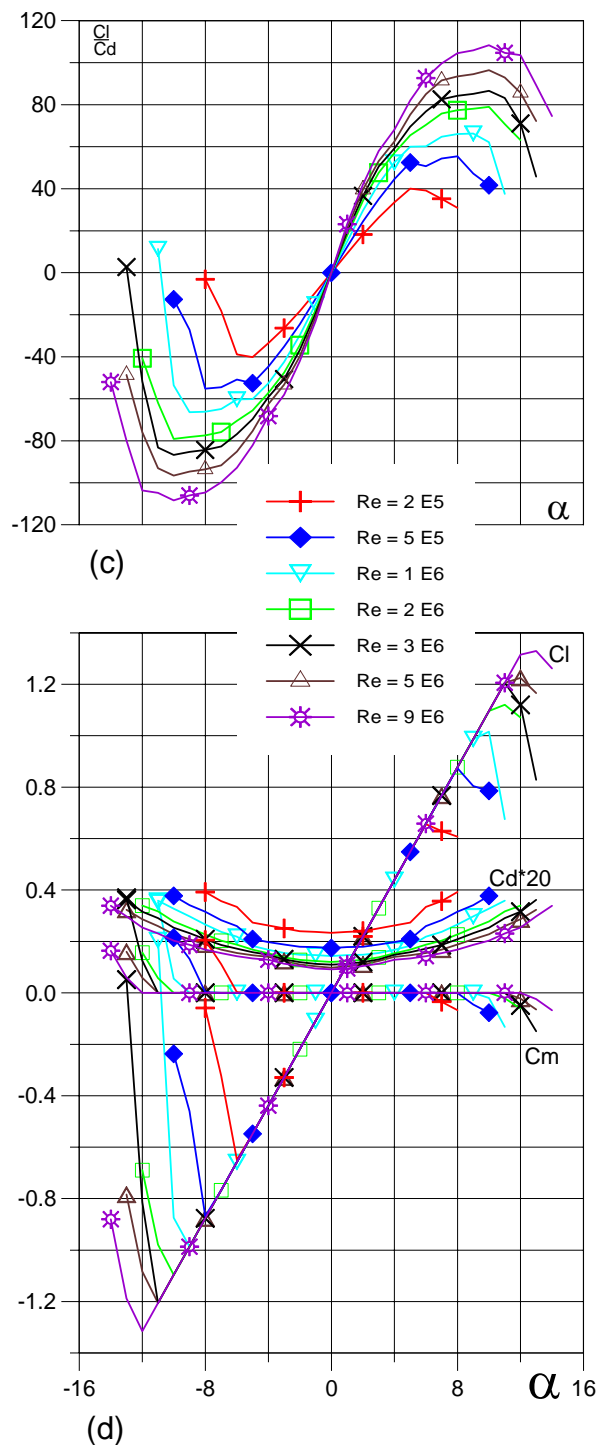 120
Cl
Cd
80
40
0
-40
-80
-120
α
(c)
Re = 2 E5
Re = 5 E5
Re = 1 E6
Re = 2 E6
Re = 3 E6
Re = 5 E6
Re = 9 E6
Cl
1.2
0.8
Cd*20
0.4
0.0
Cm
-0.4
-0.8
-1.2
-16 -8 0 8 16
α
(d)